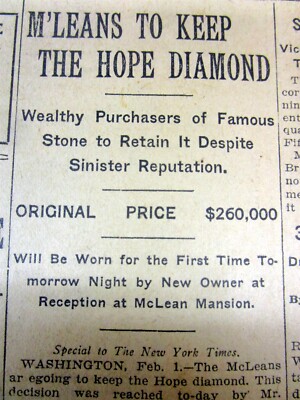 M'LEANS TO KEEP
THE HOPE DIAMOND
Wealthy Purchasers of Famous
Stone to Retain It Despite
Sinister Reputation.
ORIGINAL PRICE $260,000
Will Be Worn for the First Time To-
morrow Night by New Owner at
Reception at McLean Mansion.
Special to The New York Times.
WASHINGTON, Feb. 1.—The McLeans
ar egoing to keep the Hope diamond. This
decision was reached to-day by Mr.